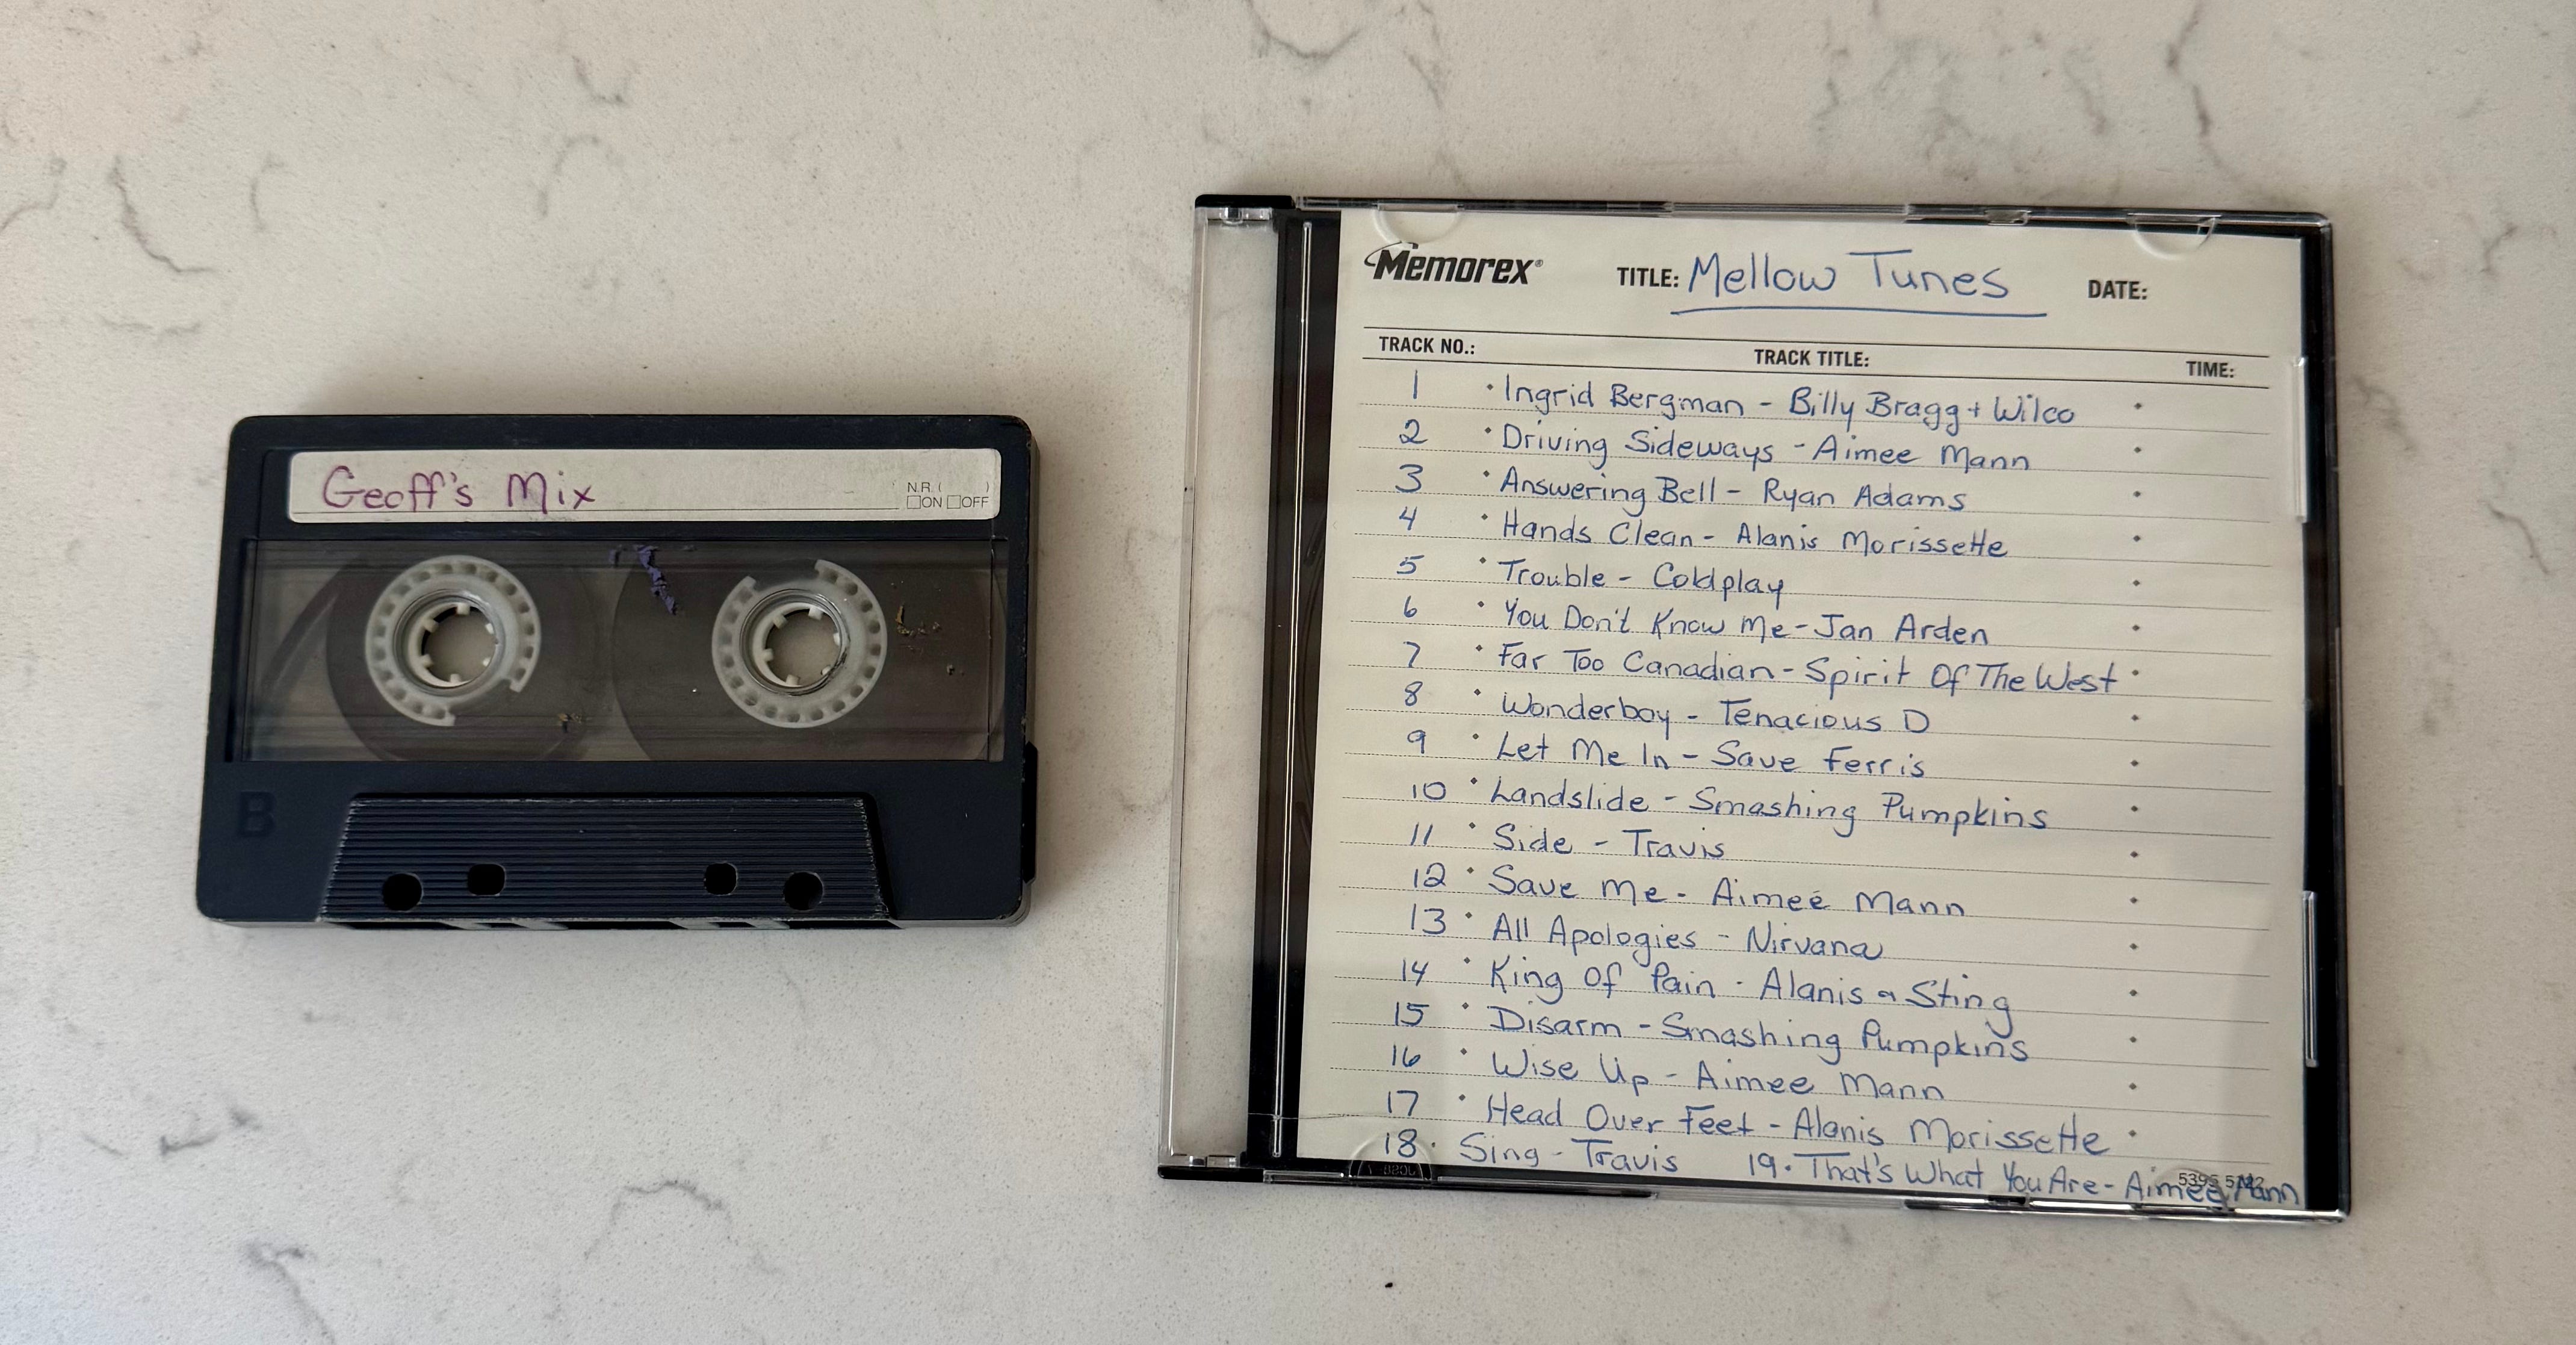 Geoff's Mix
N.R. ( )
ON OFF
B
Memorex®
TITLE: Mellow Tunes
DATE:
TRACK NO.: TRACK TITLE: TIME:
1 • Ingrid Bergman - Billy Bragg + Wilco •
2 • Driving Sideways - Aimee Mann •
3 • Answering Bell - Ryan Adams •
4 • Hands Clean - Alanis Morissette •
5 • Trouble - Coldplay •
6 • You Don't Know Me - Jan Arden •
7 • Far Too Canadian - Spirit Of The West •
8 • Wonderboy - Tenacious D •
9 • Let Me In - Save Ferris •
10 • Landslide - Smashing Pumpkins •
11 • Side - Travis •
12 • Save Me - Aimee Mann •
13 • All Apologies - Nirvana •
14 • King Of Pain - Alanis & Sting •
15 • Disarm - Smashing Pumpkins •
16 • Wise Up - Aimee Mann •
17 • Head Over Feet - Alanis Morissette •
18. Sing - Travis 19. That's What You Are - Aimee Mann